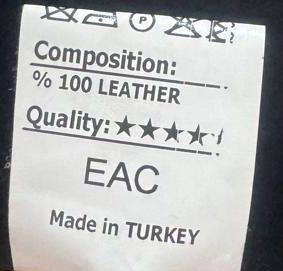 P
Composition:
% 100 LEATHER
Quality: ★★★★
EAC
Made in TURKEY